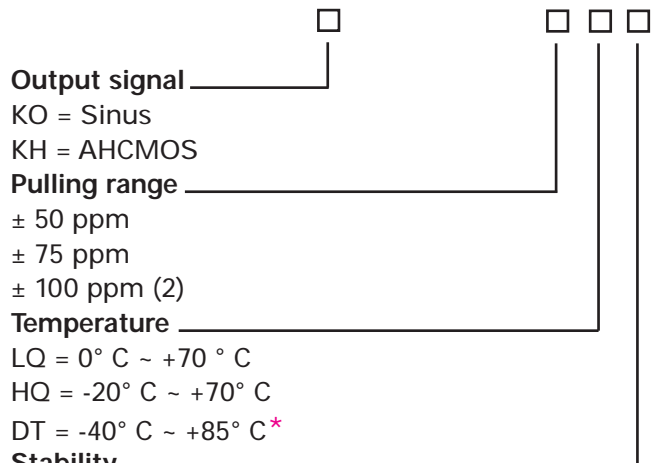 Output signal
KO = Sinus
KH = AHCMOS
Pulling range
± 50 ppm
± 75 ppm
± 100 ppm (2)
Temperature
LQ = 0° C ~ +70 ° C
HQ = -20° C ~ +70° C
DT = -40° C ~ +85° C*
Stability